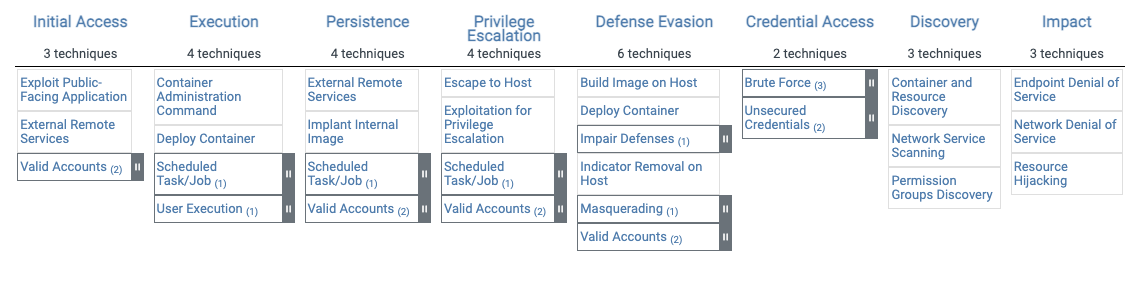 Initial Access
3 techniques
Exploit Public-
Facing Application
External Remote
Services
Valid Accounts (2)
Execution
4 techniques
Container
Administration
Command
Deploy Container
Scheduled
Task/Job (1)
User Execution (1)
Persistence
4 techniques
External Remote
Services
Implant Internal
Image
Scheduled
Task/Job (1)
Valid Accounts (2)
Privilege
Escalation
4 techniques
Escape to Host
Exploitation for
Privilege
Escalation
Scheduled
Task/Job (1)
Valid Accounts (2)
Defense Evasion
6 techniques
Build Image on Host
Deploy Container
Impair Defenses (1)
Indicator Removal on
Host
Masquerading (1)
Valid Accounts (2)
Credential Access
2 techniques
Brute Force (3)
Unsecured
Credentials (2)
Discovery
3 techniques
Container and
Resource
Discovery
Network Service
Scanning
Permission
Groups Discovery
Impact
3 techniques
Endpoint Denial of
Service
Network Denial of
Service
Resource
Hijacking